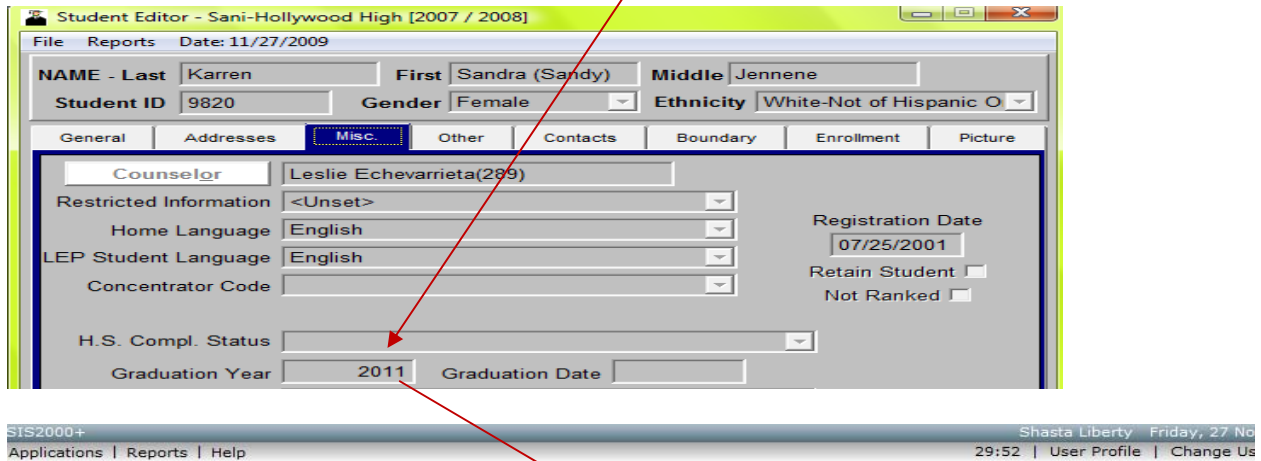 Student Editor - Sani-Hollywood High [2007 / 2008]
File Reports Date: 11/27/2009
NAME - Last Karren First Sandra (Sandy) Middle Jennene
Student ID 9820 Gender Female Ethnicity White-Not of Hispanic O
General Addresses Misc. Other Contacts Boundary Enrollment Picture
Counselor Leslie Echevarrieta(289)
Restricted Information <Unset>
Home Language English
Registration Date
07/25/2001
LEP Student Language English
Retain Student
Concentrator Code
Not Ranked
H.S. Compl. Status
Graduation Year 2011 Graduation Date
SIS2000+ Shasta Liberty Friday, 27 No
Applications | Reports | Help 29:52 | User Profile | Change Us